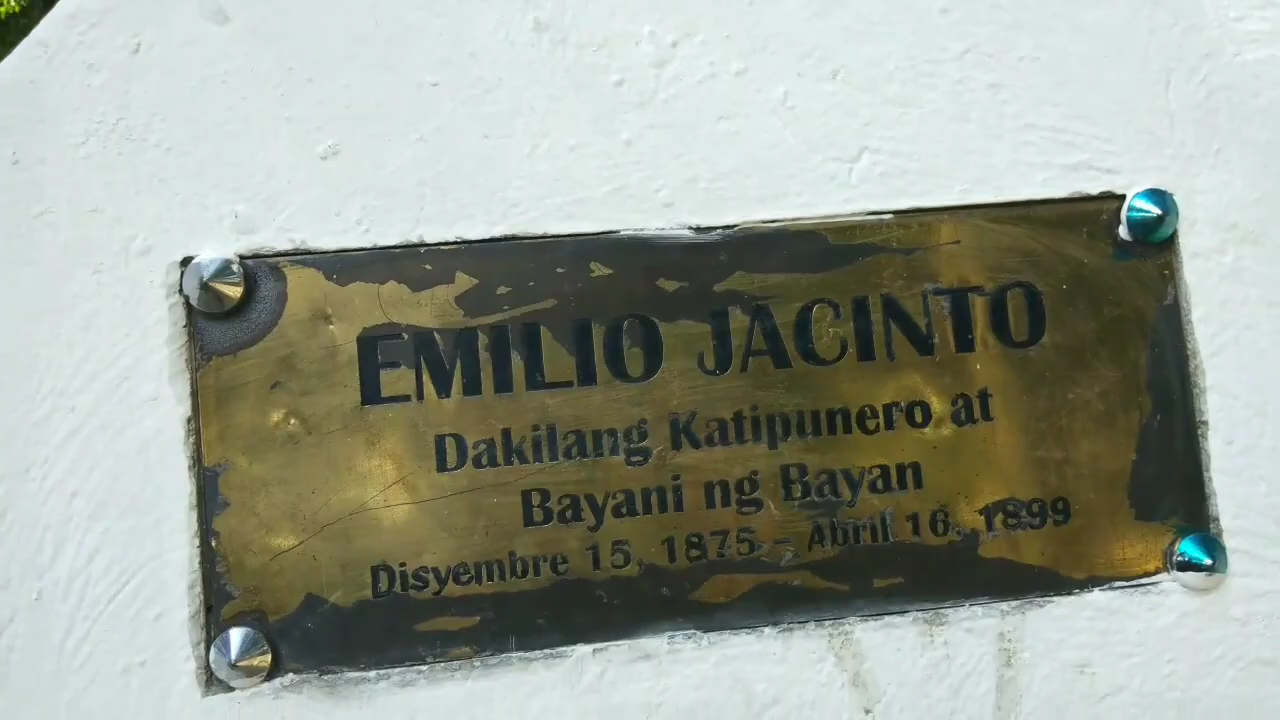 EMILIO JACINTO
Dakilang Katipunero at
Bayani ng Bayan
Disyembre 15, 1875 - Abril 16, 1899